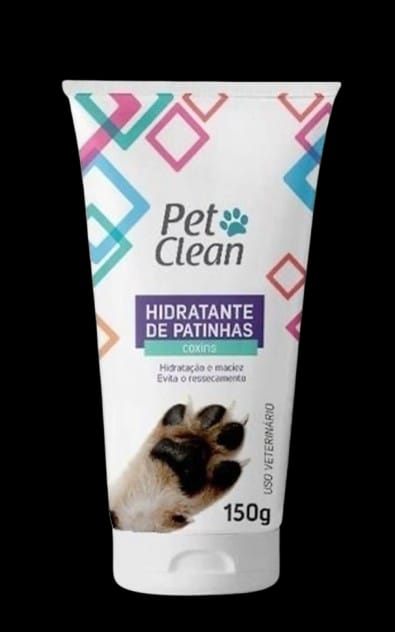 Pet
Clean
HIDRATANTE
DE PATINHAS
coxins
Hidratação e maciez
Evita o ressecamento
USO VETERINÁRIO
150g